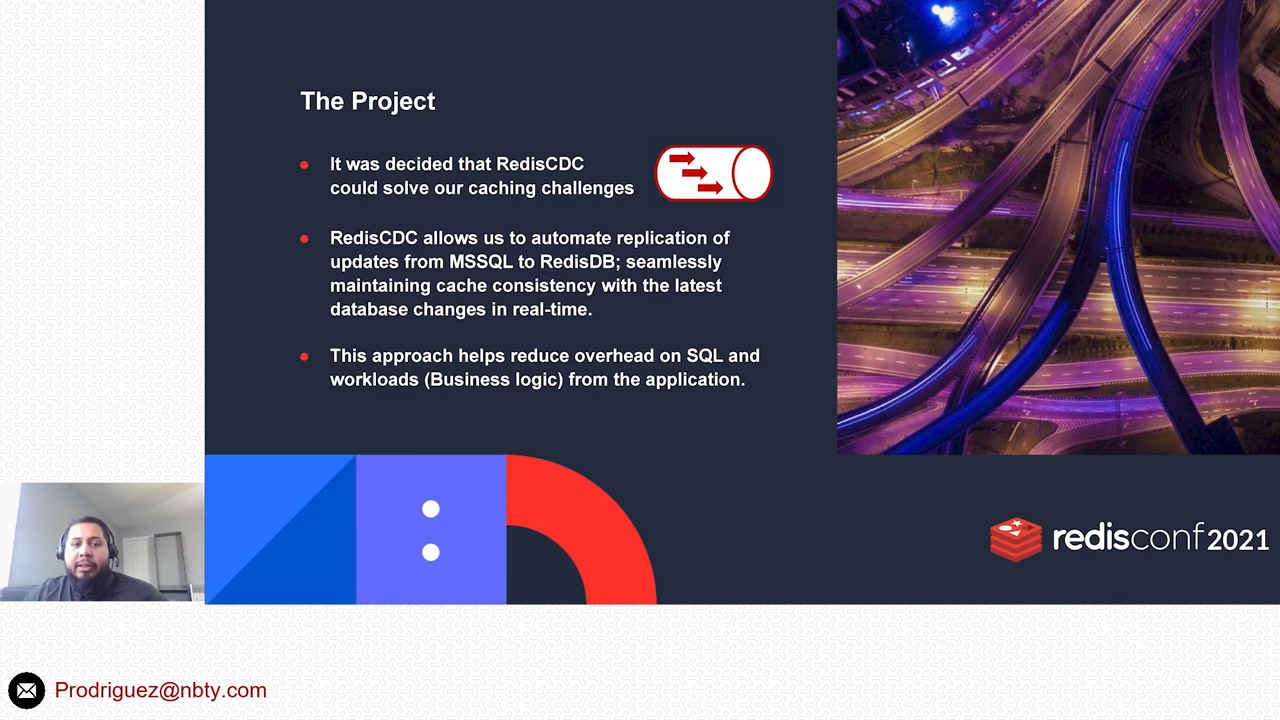 The Project
It was decided that RedisCDC
could solve our caching challenges
RedisCDC allows us to automate replication of
updates from MSSQL to RedisDB; seamlessly
maintaining cache consistency with the latest
database changes in real-time.
This approach helps reduce overhead on SQL and
workloads (Business logic) from the application.
redisconf 2021
Prodriguez@nbty.com